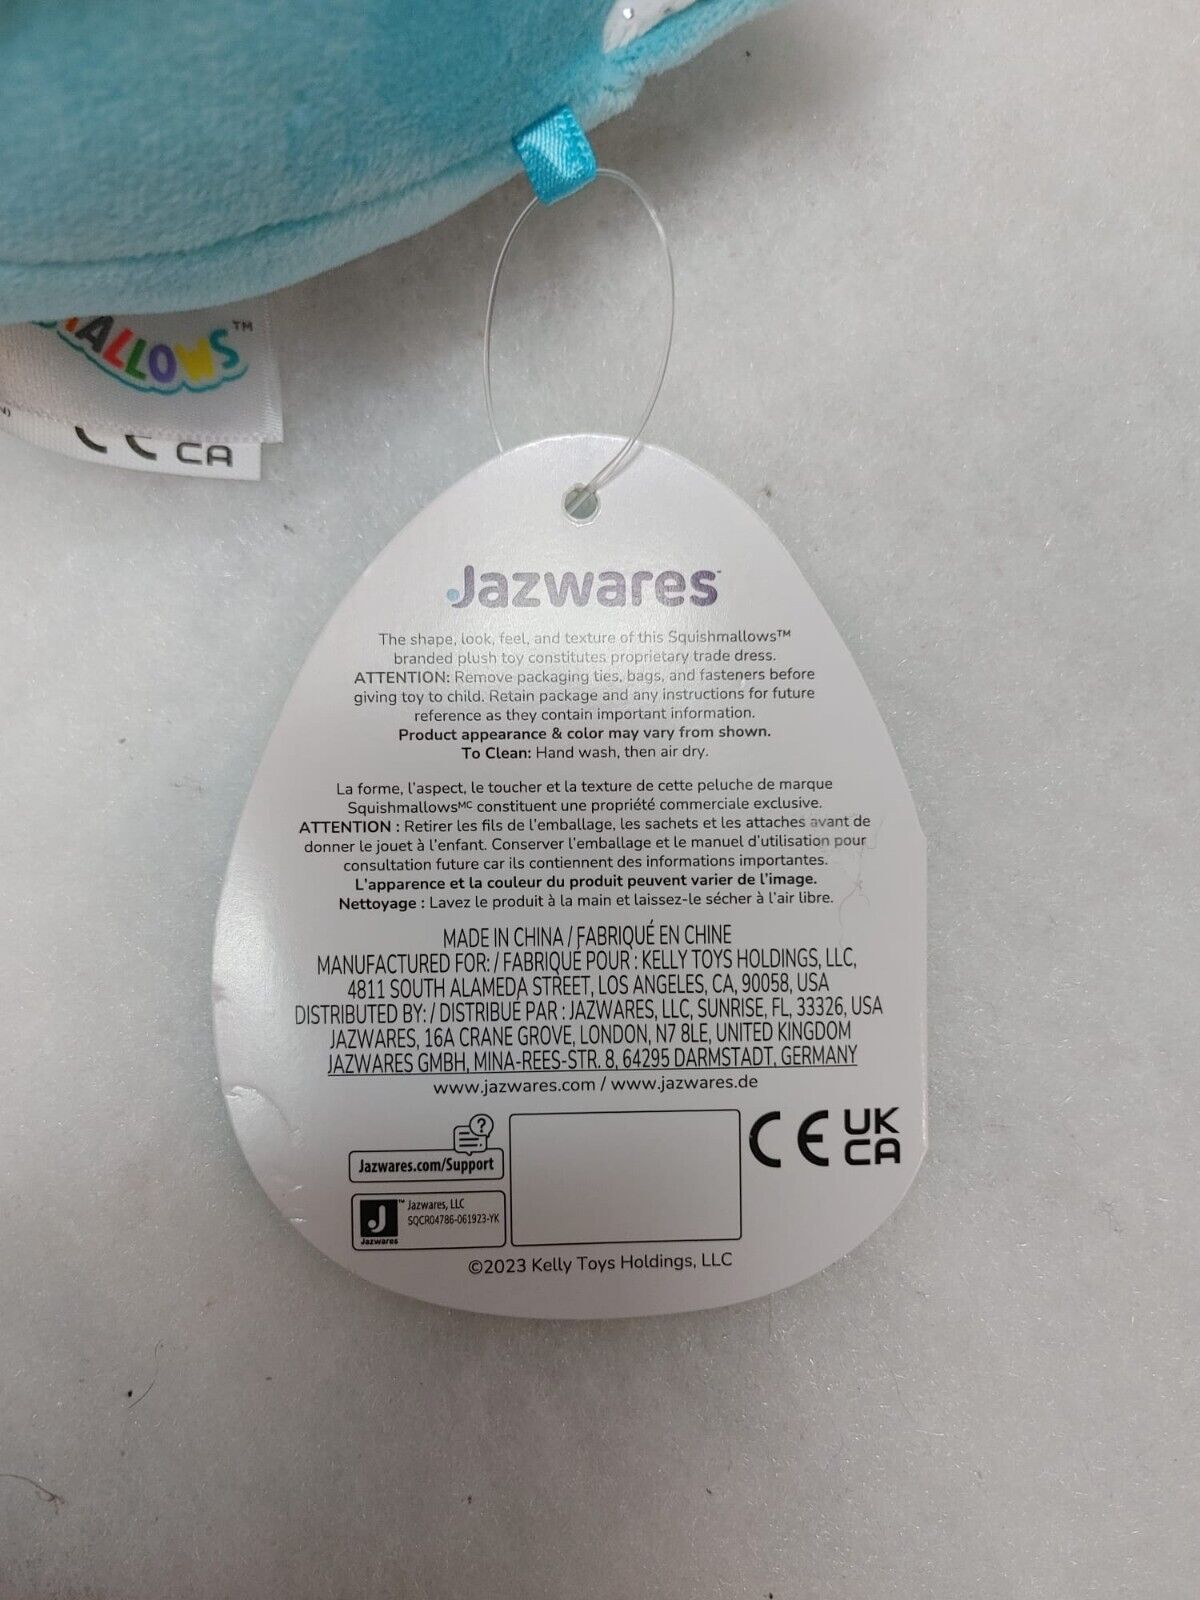 ALLOWS™
CA
Jazwares™
The shape, look, feel, and texture of this Squishmallows™
branded plush toy constitutes proprietary trade dress.
ATTENTION: Remove packaging ties, bags, and fasteners before
giving toy to child. Retain package and any instructions for future
reference as they contain important information.
Product appearance & color may vary from shown.
To Clean: Hand wash, then air dry.
La forme, l'aspect, le toucher et la texture de cette peluche de marque
Squishmallowsᴹᶜ constituent une propriété commerciale exclusive.
ATTENTION : Retirer les fils de l'emballage, les sachets et les attaches avant de
donner le jouet à l'enfant. Conserver l'emballage et le manuel d'utilisation pour
consultation future car ils contiennent des informations importantes.
L'apparence et la couleur du produit peuvent varier de l'image.
Nettoyage : Lavez le produit à la main et laissez-le sécher à l'air libre.
MADE IN CHINA / FABRIQUÉ EN CHINE
MANUFACTURED FOR: / FABRIQUÉ POUR : KELLY TOYS HOLDINGS, LLC,
4811 SOUTH ALAMEDA STREET, LOS ANGELES, CA, 90058, USA
DISTRIBUTED BY: / DISTRIBUÉ PAR : JAZWARES, LLC, SUNRISE, FL, 33326, USA
JAZWARES, 16A CRANE GROVE, LONDON, N7 8LE, UNITED KINGDOM
JAZWARES GMBH, MINA-REES-STR. 8, 64295 DARMSTADT, GERMANY
www.jazwares.com / www.jazwares.de
?
Jazwares.com/Support
CE UK
CA
J™
Jazwares
Jazwares, LLC
SQCR04786-061923-YK
©2023 Kelly Toys Holdings, LLC